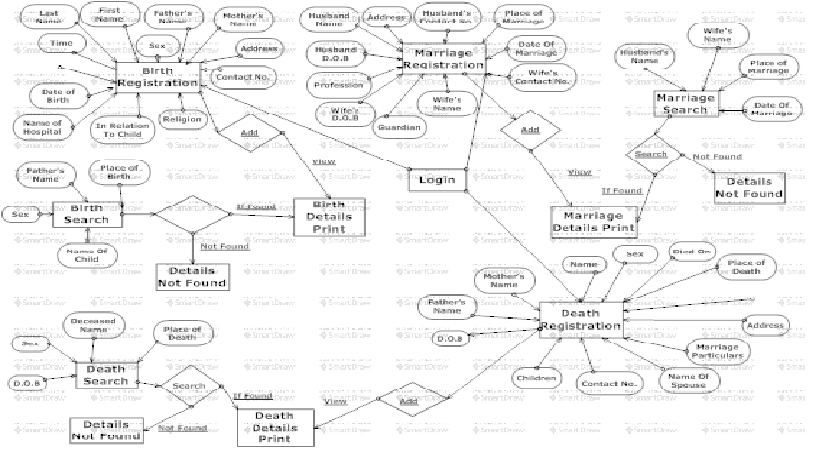 Last
Name
First
Name
Father's
Name
Mother's
Name
Time
Sex
Address
Birth
Registration
Contact No.
Date of
Birth
Name of
Hospital
In Relation
To Child
Religion
Add
View
Husband
Name
Address
Husband's
Contact No.
Place of
Marriage
Husband
D.O.B
Marriage
Registration
Date Of
Marriage
Profession
Wife's
Contact No.
Wife's
D.O.B
Wife's
Name
Guardian
Add
View
Wife's
Name
Husband's
Name
Place of
Marriage
Marriage
Search
Date Of
Marriage
Search
Not Found
If Found
Details
Not Found
Marriage
Details Print
Login
Father's
Name
Place of
Birth
Sex
Birth
Search
Name Of
Child
If Found
Not Found
Birth
Details
Print
Details
Not Found
Mother's
Name
Name
Sex
Died On
Place of
Death
Father's
Name
Death
Registration
D.O.B
Address
Marriage
Particulars
Children
Contact No.
Name Of
Spouse
Add
View
Deceased
Name
Place of
Death
Sex
Death
Search
D.O.B
Search
If Found
Not Found
Details
Not Found
Death
Details
Print
SmartDraw